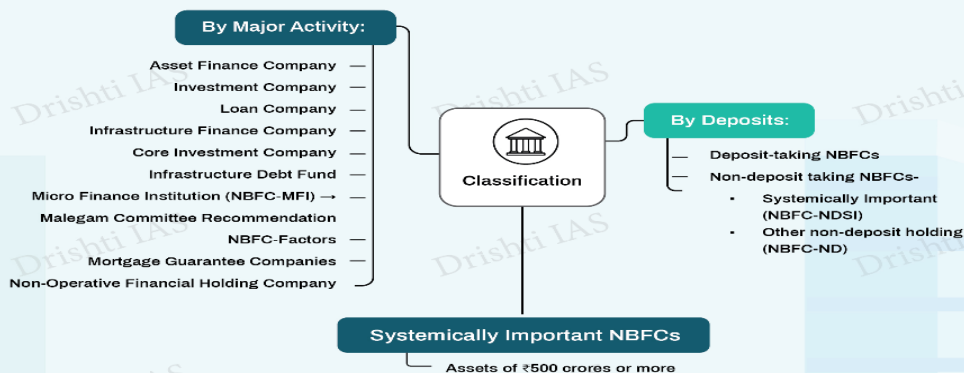 By Major Activity:
Asset Finance Company
Investment Company
Loan Company
Infrastructure Finance Company
Core Investment Company
Infrastructure Debt Fund
Micro Finance Institution (NBFC-MFI) →
Malegam Committee Recommendation
NBFC-Factors
Mortgage Guarantee Companies
Non-Operative Financial Holding Company
Classification
By Deposits:
Deposit-taking NBFCs
Non-deposit taking NBFCs-
• Systemically Important
(NBFC-NDSI)
• Other non-deposit holding
(NBFC-ND)
Systemically Important NBFCs
Assets of ₹500 crores or more
Drishti IAS
Drishti IAS
Drishti
Drishti IAS
Drishti IAS
Drishti